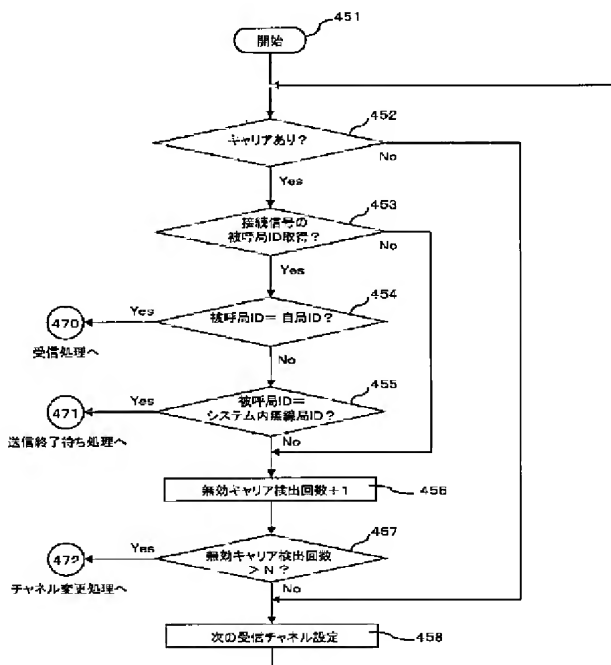 451
開始
452
キャリアあり?
No
Yes
453
接続信号の
被呼局ID取得?
No
Yes
454
被呼局ID= 自局ID?
Yes
470
受信処理へ
No
455
被呼局ID=
システム内無線局ID?
Yes
471
送信終了待ち処理へ
No
無効キャリア検出回数+1
456
457
無効キャリア検出回数
> N ?
Yes
472
チャネル変更処理へ
No
次の受信チャネル設定
458